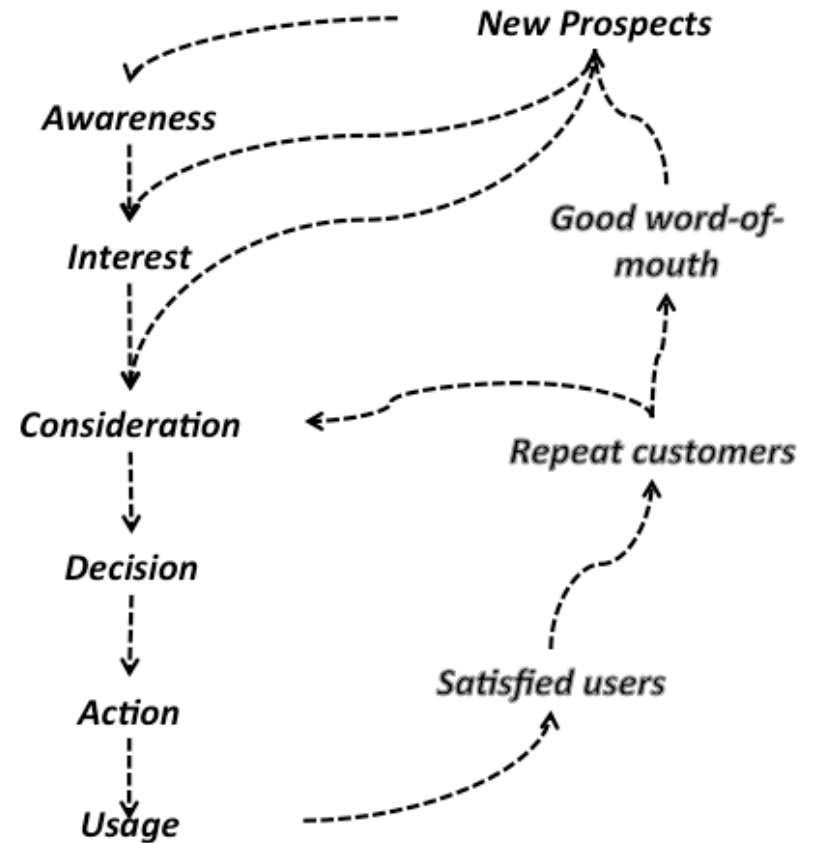 New Prospects
Awareness
Good word-of-
mouth
Interest
Consideration
Repeat customers
Decision
Satisfied users
Action
Usage